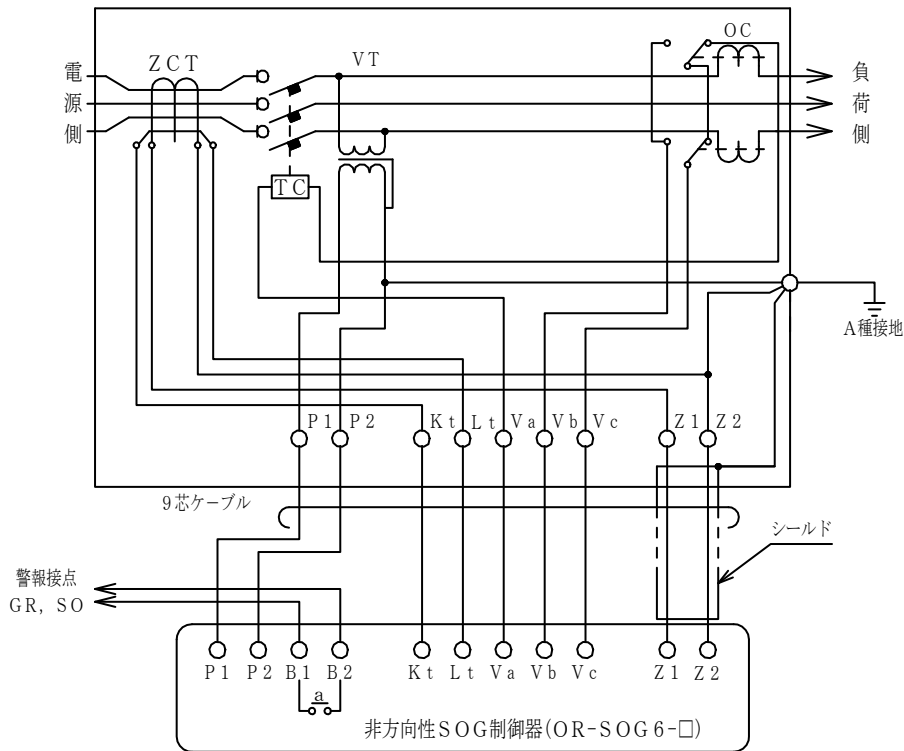 OC
ZCT
VT
電
源
側
負
荷
側
TC
A種接地
P1 P2 Kt Lt Va Vb Vc Z1 Z2
9芯ケーブル
シールド
警報接点
GR, SO
P1 P2 B1 B2 Kt Lt Va Vb Vc Z1 Z2
a
非方向性SOG制御器(OR-SOG6-□)